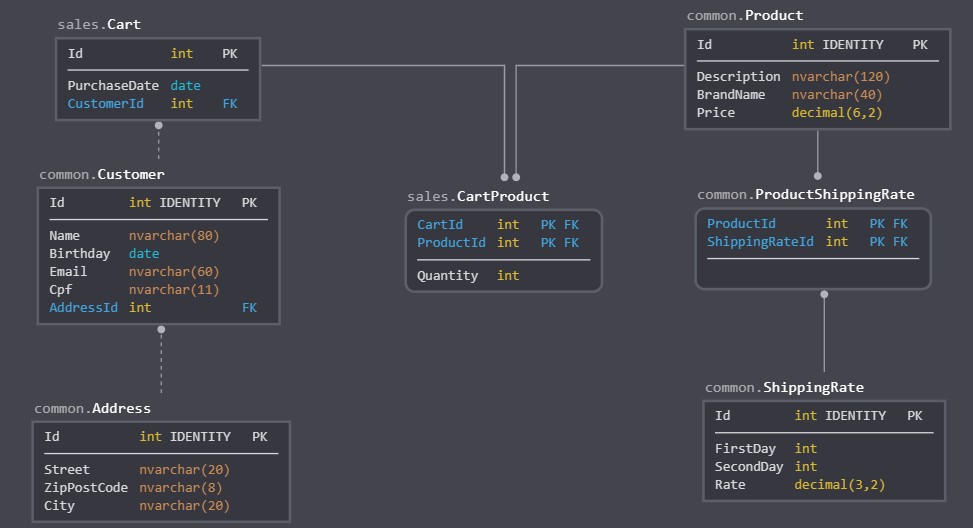 sales.Cart
Id int PK
PurchaseDate date
CustomerId int FK
common.Product
Id int IDENTITY PK
Description nvarchar(120)
BrandName nvarchar(40)
Price decimal(6,2)
common.Customer
Id int IDENTITY PK
Name nvarchar(80)
Birthday date
Email nvarchar(60)
Cpf nvarchar(11)
AddressId int FK
sales.CartProduct
CartId int PK FK
ProductId int PK FK
Quantity int
common.ProductShippingRate
ProductId int PK FK
ShippingRateId int PK FK
common.Address
Id int IDENTITY PK
Street nvarchar(20)
ZipPostCode nvarchar(8)
City nvarchar(20)
common.ShippingRate
Id int IDENTITY PK
FirstDay int
SecondDay int
Rate decimal(3,2)